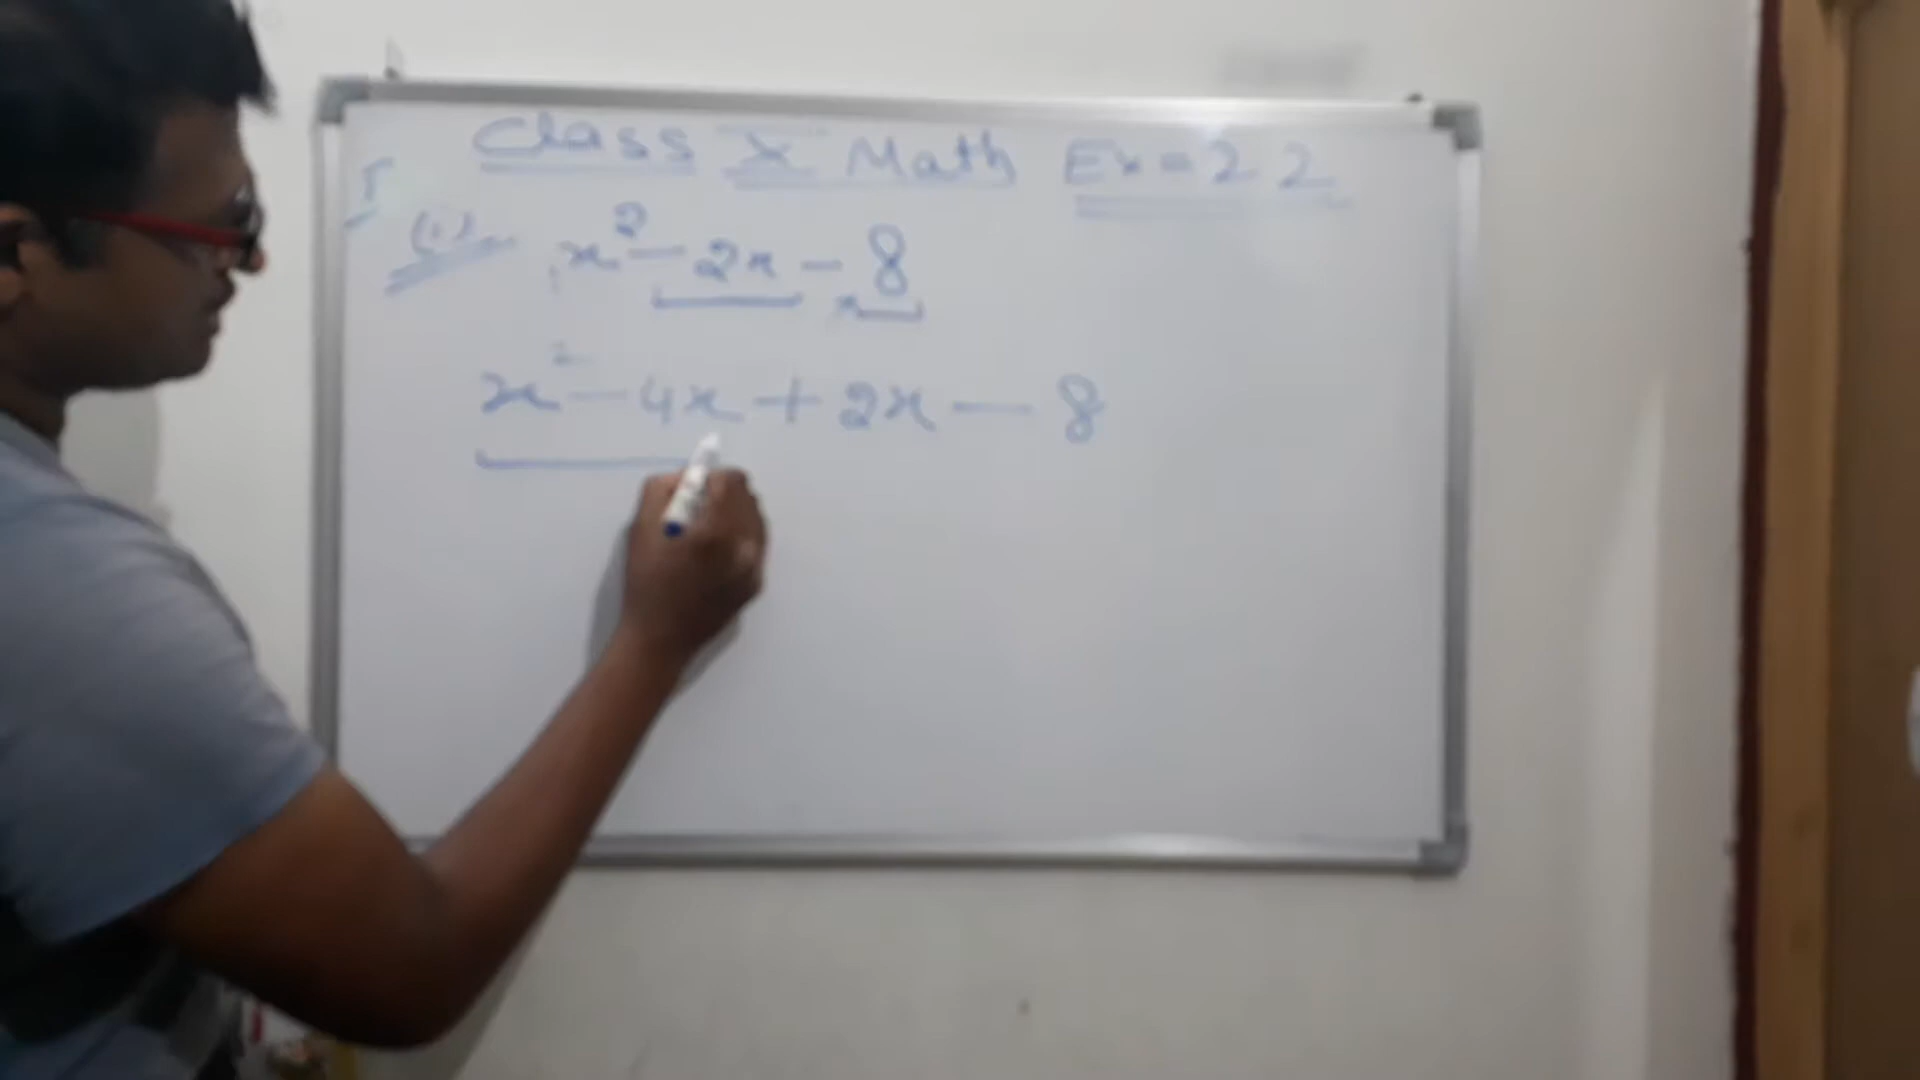 Class X Math Ex = 2 2
I
(i) x² - 2x - 8
x² - 4x + 2x - 8